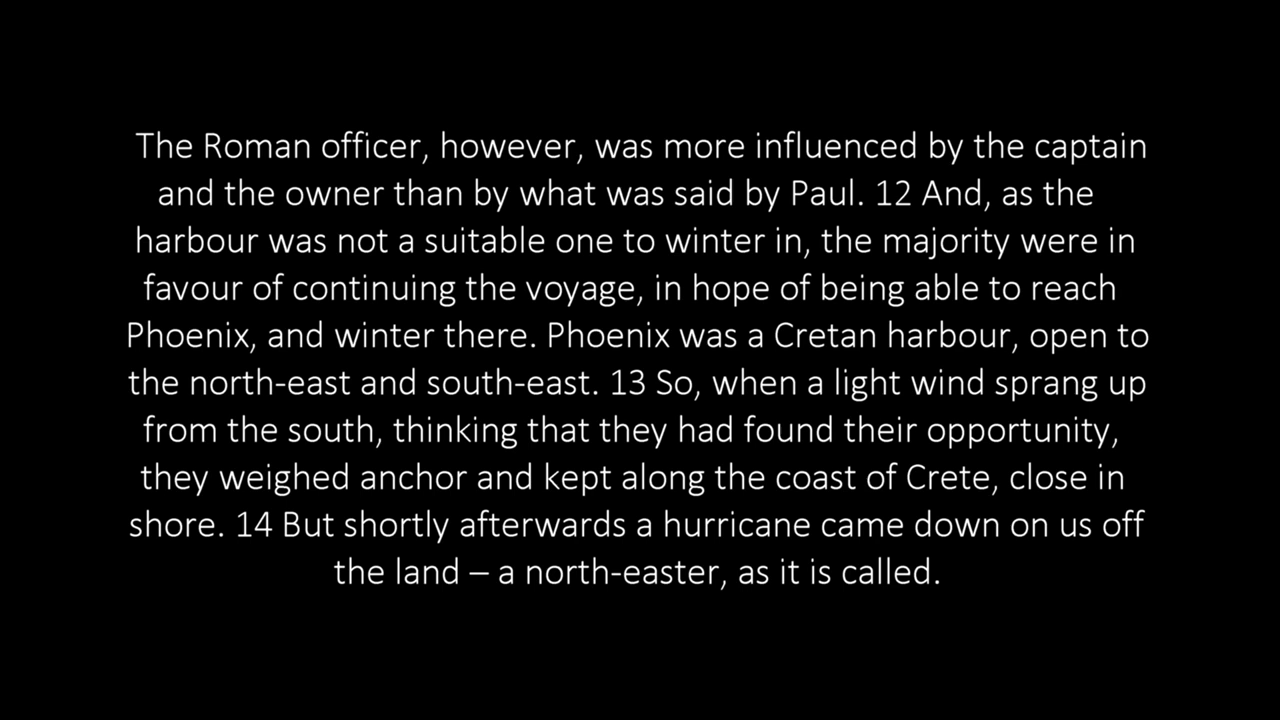 The Roman officer, however, was more influenced by the captain
and the owner than by what was said by Paul. 12 And, as the
harbour was not a suitable one to winter in, the majority were in
favour of continuing the voyage, in hope of being able to reach
Phoenix, and winter there. Phoenix was a Cretan harbour, open to
the north-east and south-east. 13 So, when a light wind sprang up
from the south, thinking that they had found their opportunity,
they weighed anchor and kept along the coast of Crete, close in
shore. 14 But shortly afterwards a hurricane came down on us off
the land – a north-easter, as it is called.